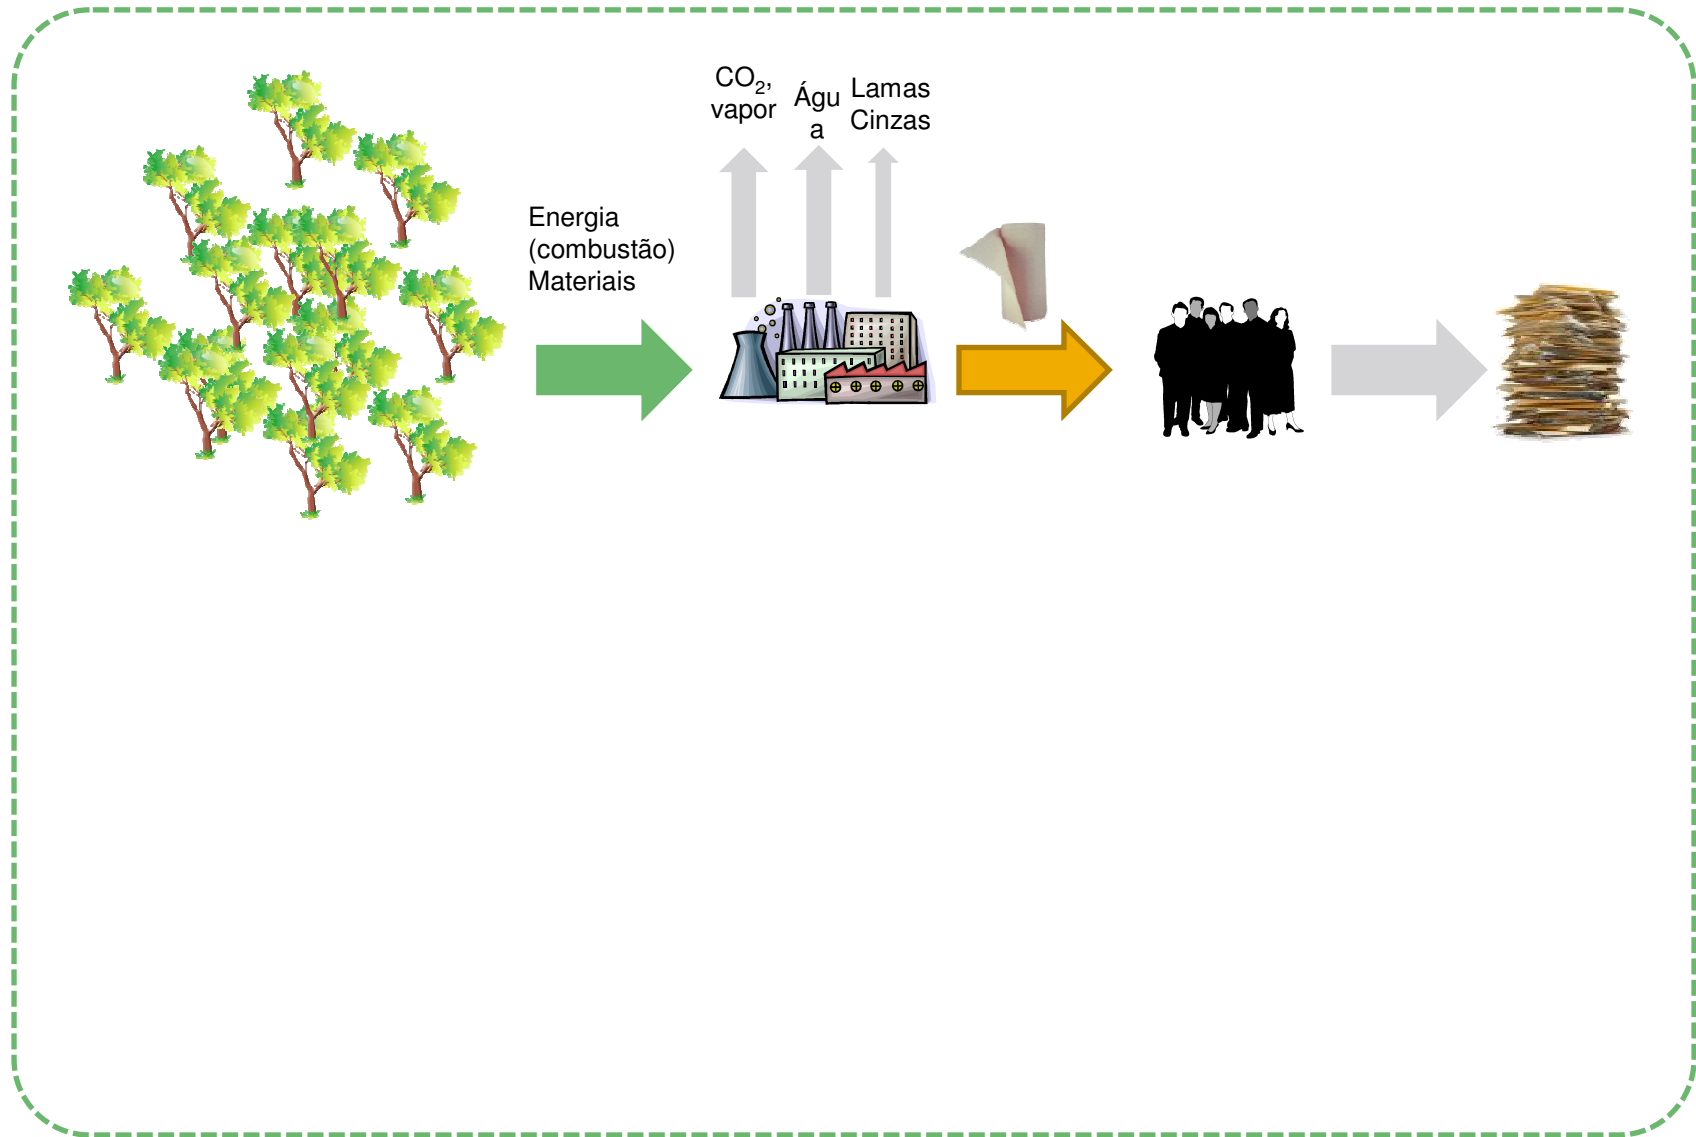 CO₂,
vapor
Águ
a
Lamas
Cinzas
Energia
(combustão)
Materiais